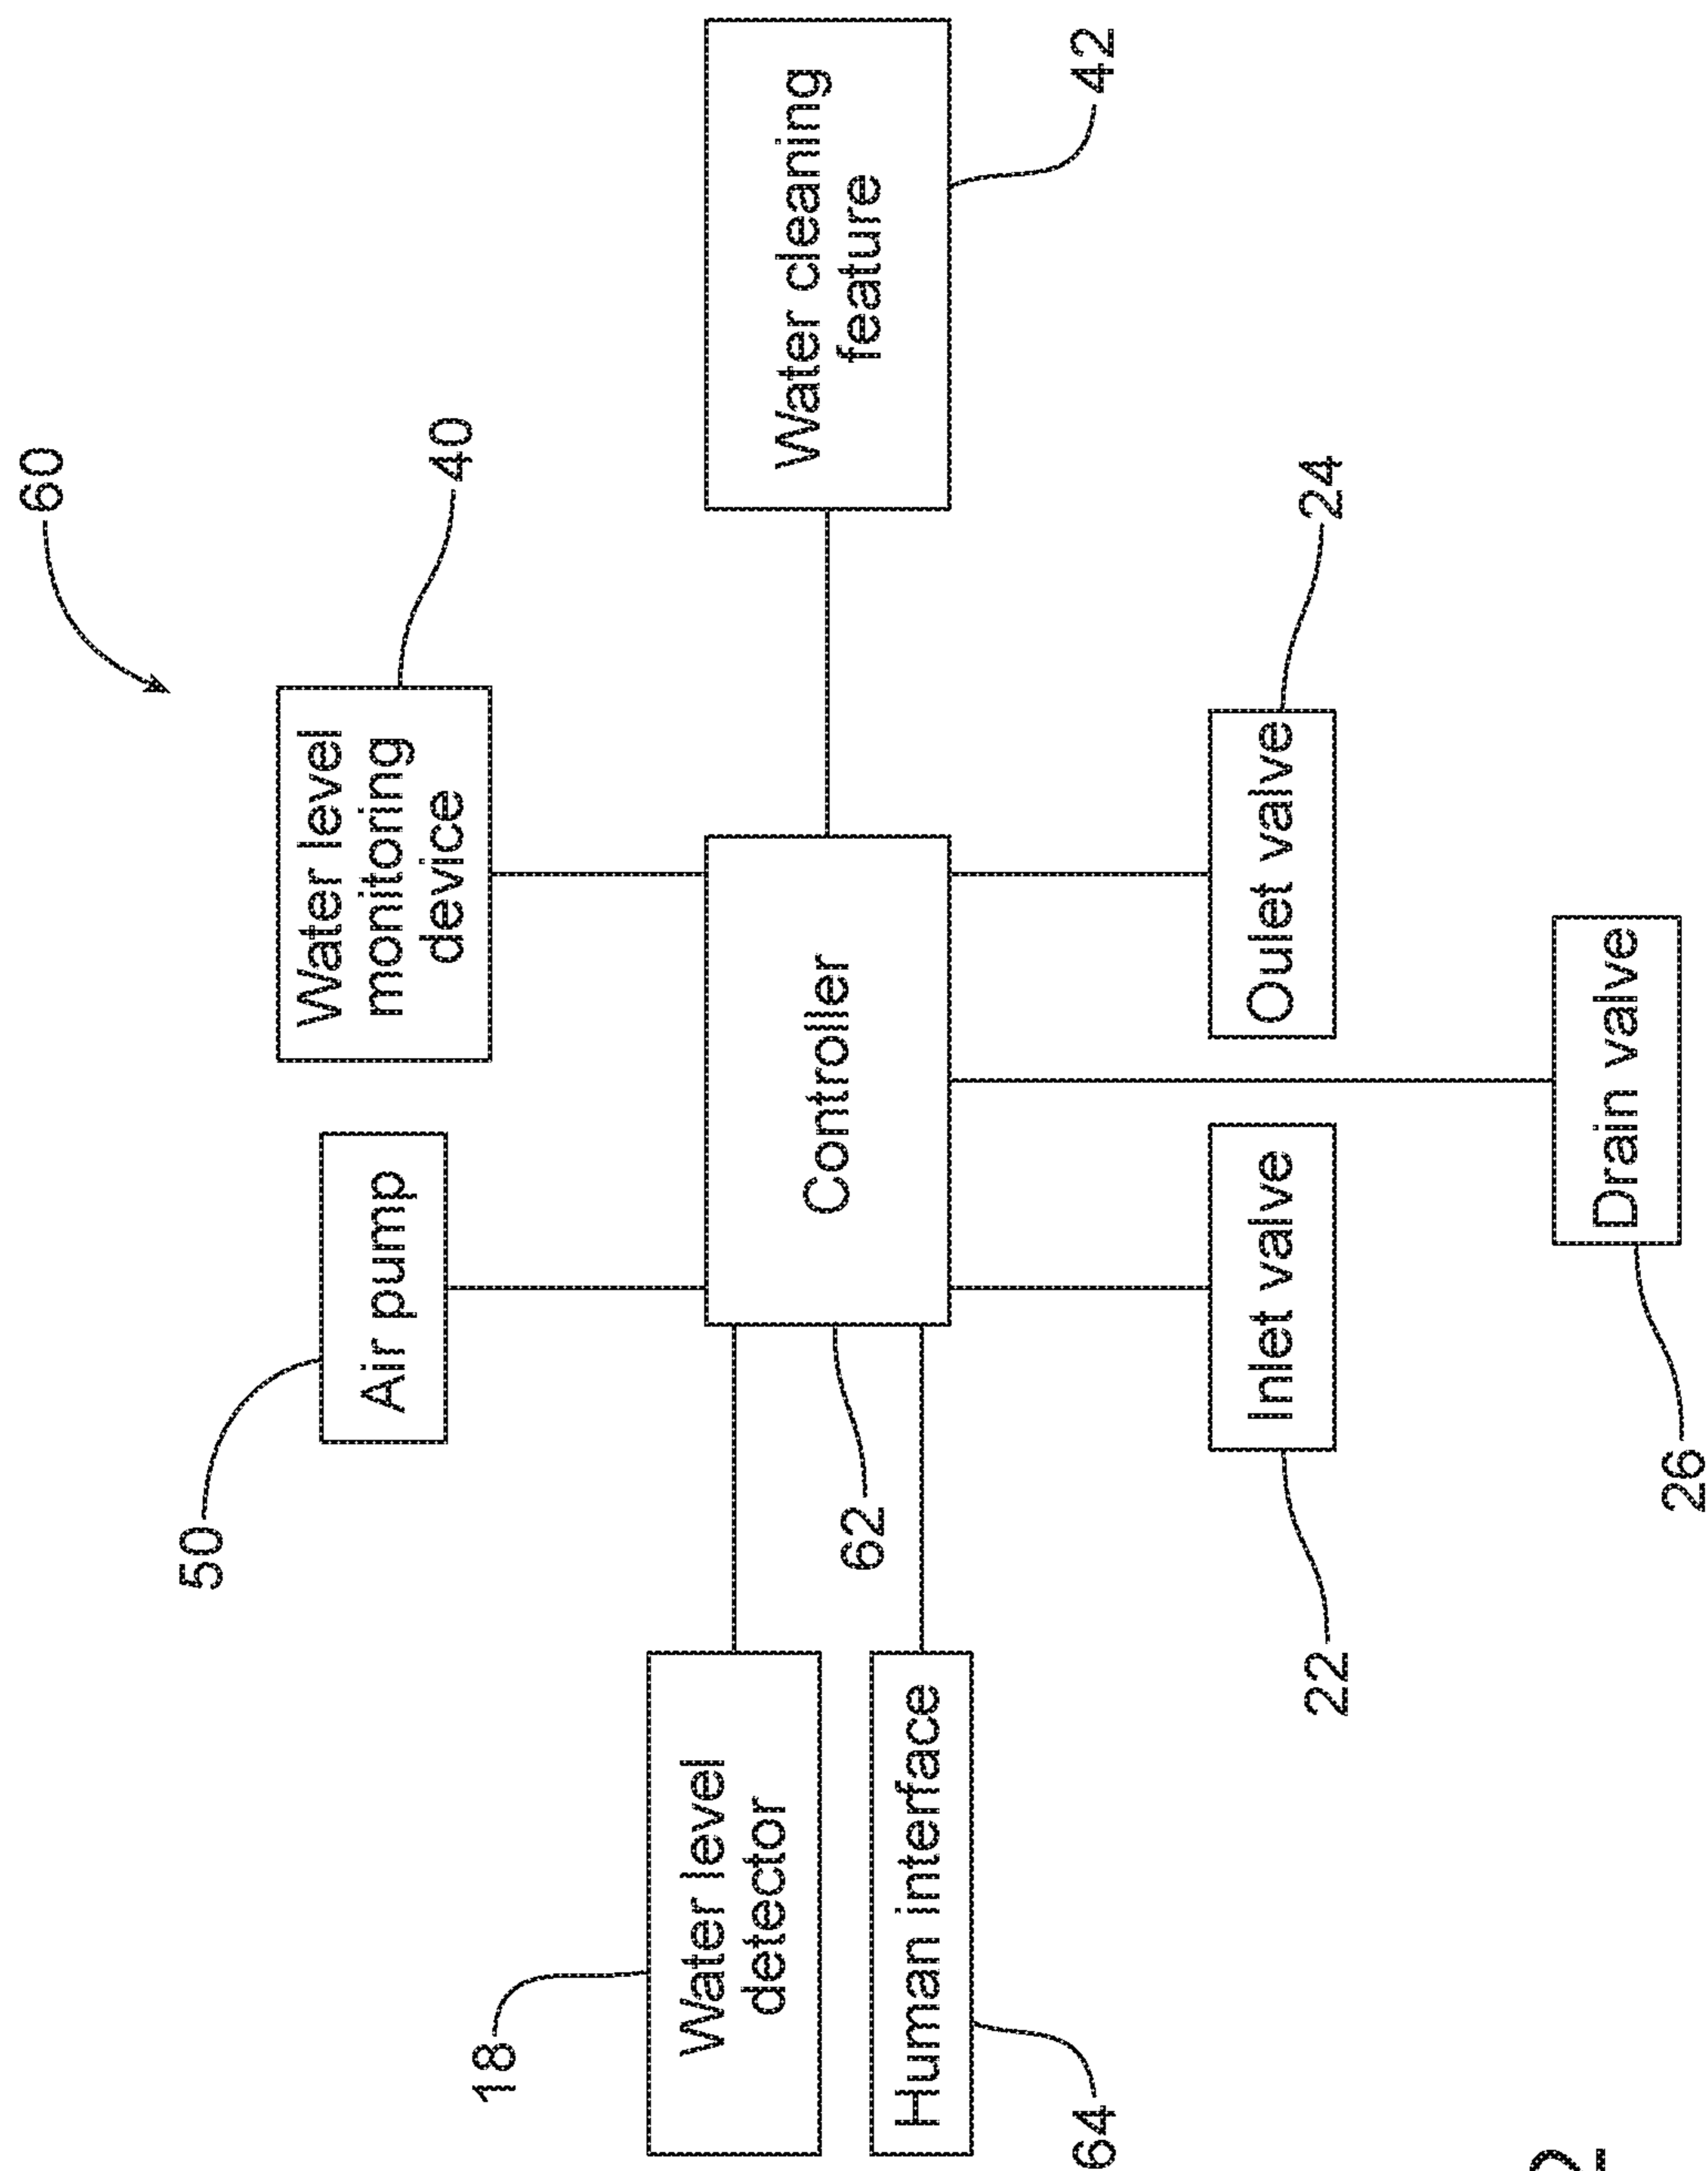 60
50
Air pump
Water level
monitoring
device
40
18
Water level
detector
Controller
Water cleaning
feature
62
Human interface
64
42
Inlet valve
Oulet valve
22
24
Drain valve
26
2